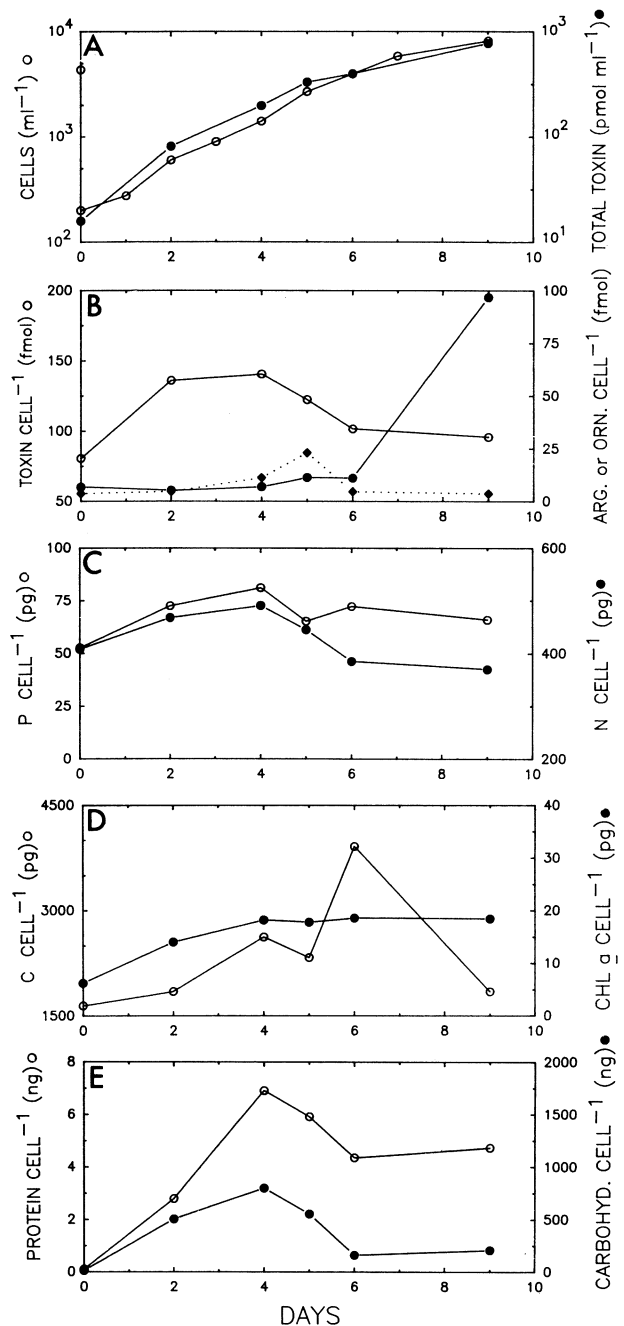 A
10⁴
10³
10²
CELLS (ml⁻¹) ○
10³
10²
10¹
TOTAL TOXIN (pmol ml⁻¹) ●
0 2 4 6 8 10
B
200
150
100
50
TOXIN CELL⁻¹ (fmol) ○
100
75
50
25
0
ARG. or ORN. CELL⁻¹ (fmol)
0 2 4 6 8 10
C
100
75
50
25
0
P CELL⁻¹ (pg) ○
600
400
200
N CELL⁻¹ (pg) ●
0 2 4 6 8 10
D
4500
3000
1500
C CELL⁻¹ (pg) ○
40
30
20
10
0
CHL a CELL⁻¹ (pg) ●
0 2 4 6 8 10
E
8
6
4
2
0
PROTEIN CELL⁻¹ (ng) ○
2000
1500
1000
500
0
CARBOHYD. CELL⁻¹ (ng) ●
0 2 4 6 8 10
DAYS